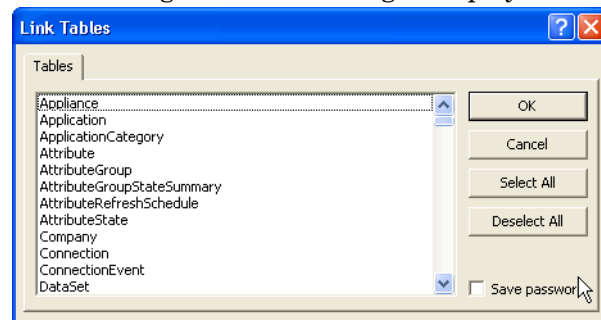 Link Tables
Tables
Appliance
Application
ApplicationCategory
Attribute
AttributeGroup
AttributeGroupStateSummary
AttributeRefreshSchedule
AttributeState
Company
Connection
ConnectionEvent
DataSet
OK
Cancel
Select All
Deselect All
Save passwor